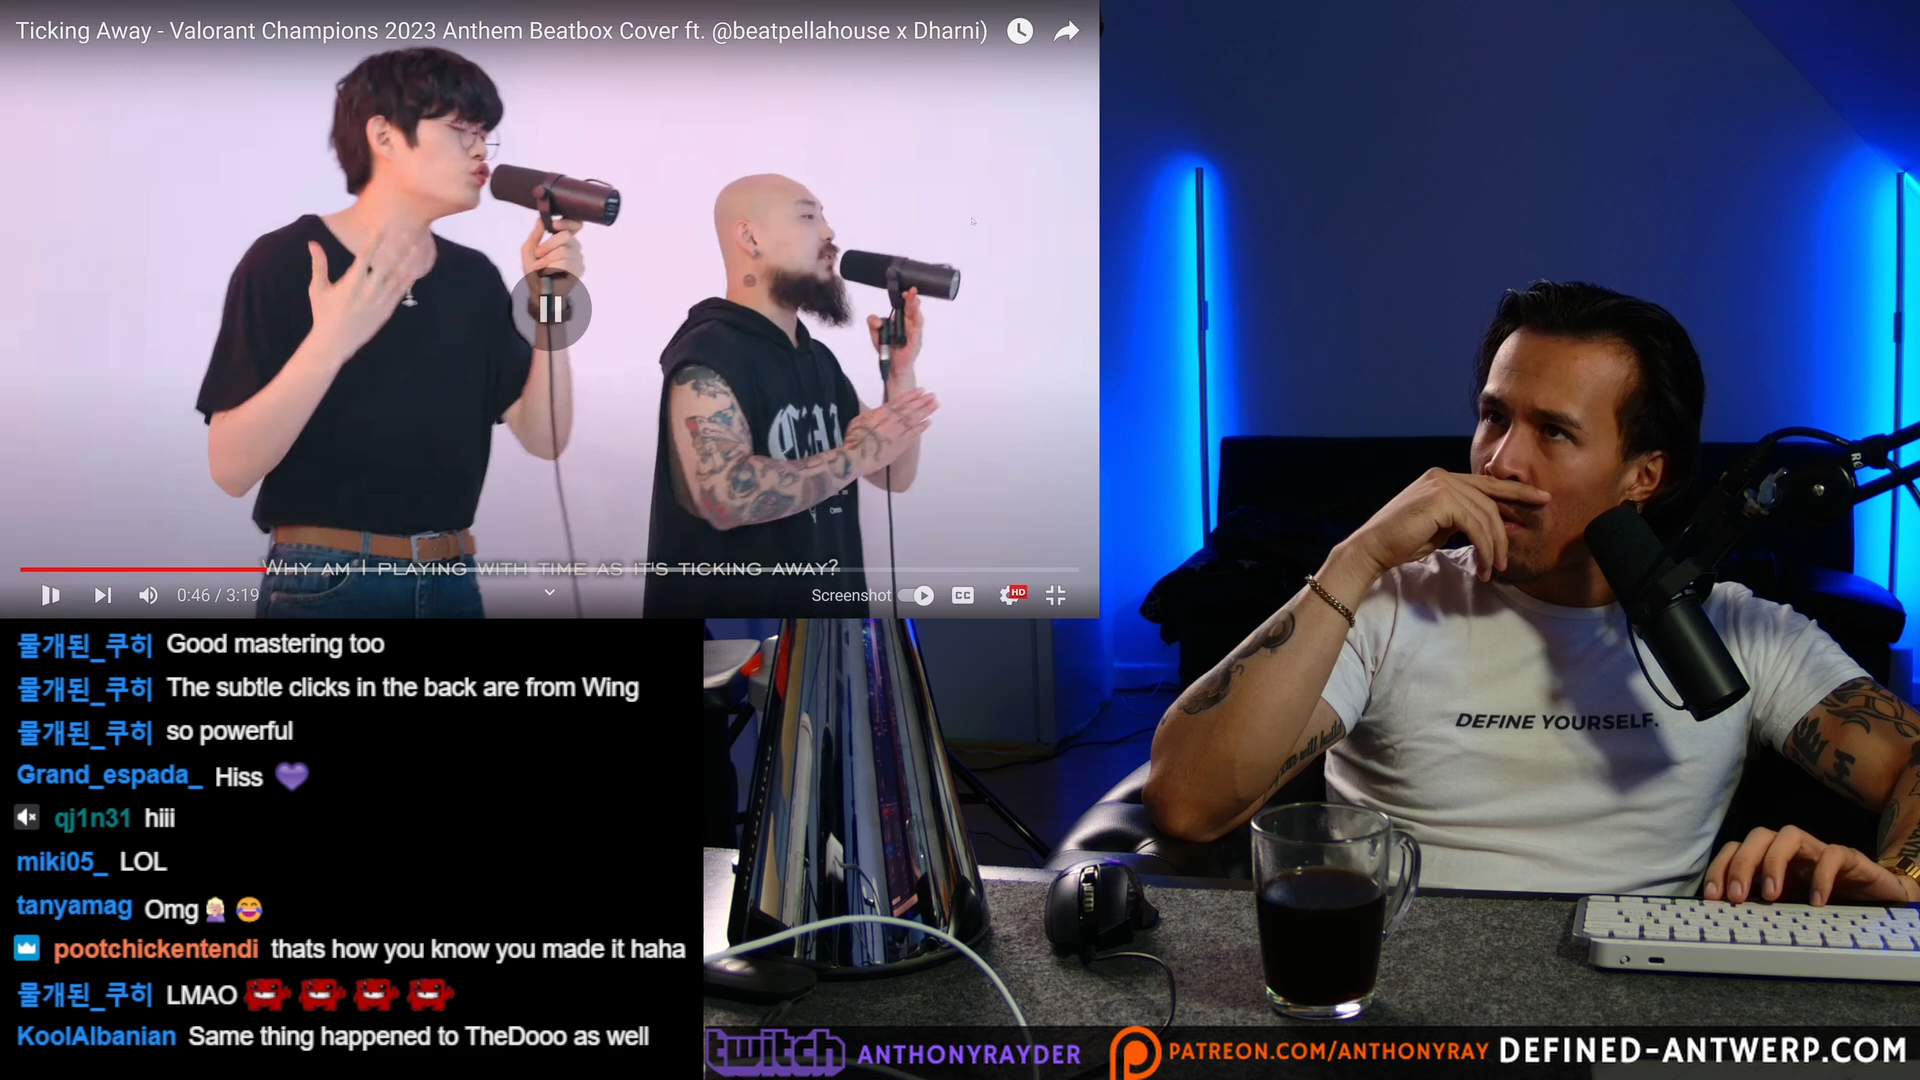 Ticking Away - Valorant Champions 2023 Anthem Beatbox Cover ft. @beatpellahouse x Dharni)
WHY AM I PLAYING WITH TIME AS IT'S TICKING AWAY?
0:46 / 3:19
Screenshot
CC
HD
물개된_쿠히 Good mastering too
물개된_쿠히 The subtle clicks in the back are from Wing
물개된_쿠히 so powerful
Grand_espada_ Hiss 💜
qj1n31 hiii
miki05_ LOL
tanyamag Omg 😂
pootchickentendi thats how you know you made it haha
물개된_쿠히 LMAO
KoolAlbanian Same thing happened to TheDooo as well
DEFINE YOURSELF.
twitch ANTHONYRAYDER
PATREON.COM/ANTHONYRAY
DEFINED-ANTWERP.COM